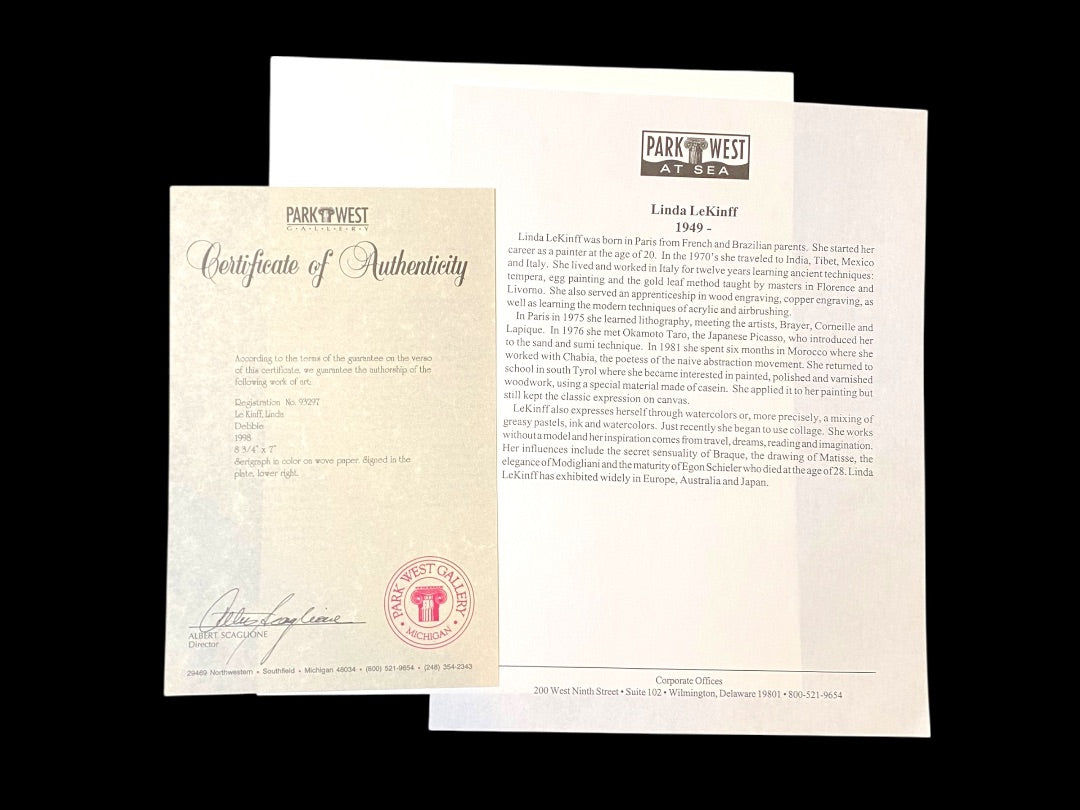 PARK WEST
GALLERY
Certificate of Authenticity
According to the terms of the guarantee on the verso
of this certificate, we guarantee the authorship of the
following work of art:
Registration No. 93297
Le Kinff, Linda
Debbie
1998
8 3/4" x 7"
Serigraph in color on wove paper. Signed in the
plate, lower right.
Albert Scaglione
ALBERT SCAGLIONE
Director
PARK WEST GALLERY
• MICHIGAN •
29469 Northwestern • Southfield • Michigan 48034 • (800) 521-9654 • (248) 354-2343
PARK WEST
AT SEA
Linda LeKinff
1949 -
Linda LeKinff was born in Paris from French and Brazilian parents. She started her
career as a painter at the age of 20. In the 1970's she traveled to India, Tibet, Mexico
and Italy. She lived and worked in Italy for twelve years learning ancient techniques:
tempera, egg painting and the gold leaf method taught by masters in Florence and
Livorno. She also served an apprenticeship in wood engraving, copper engraving, as
well as learning the modern techniques of acrylic and airbrushing.
In Paris in 1975 she learned lithography, meeting the artists, Brayer, Corneille and
Lapique. In 1976 she met Okamoto Taro, the Japanese Picasso, who introduced her
to the sand and sumi technique. In 1981 she spent six months in Morocco where she
worked with Chabia, the poetess of the naive abstraction movement. She returned to
school in south Tyrol where she became interested in painted, polished and varnished
woodwork, using a special material made of casein. She applied it to her painting but
still kept the classic expression on canvas.
LeKinff also expresses herself through watercolors or, more precisely, a mixing of
greasy pastels, ink and watercolors. Just recently she began to use collage. She works
without a model and her inspiration comes from travel, dreams, reading and imagination.
Her influences include the secret sensuality of Braque, the drawing of Matisse, the
elegance of Modigliani and the maturity of Egon Schieler who died at the age of 28. Linda
LeKinff has exhibited widely in Europe, Australia and Japan.
Corporate Offices
200 West Ninth Street • Suite 102 • Wilmington, Delaware 19801 • 800-521-9654